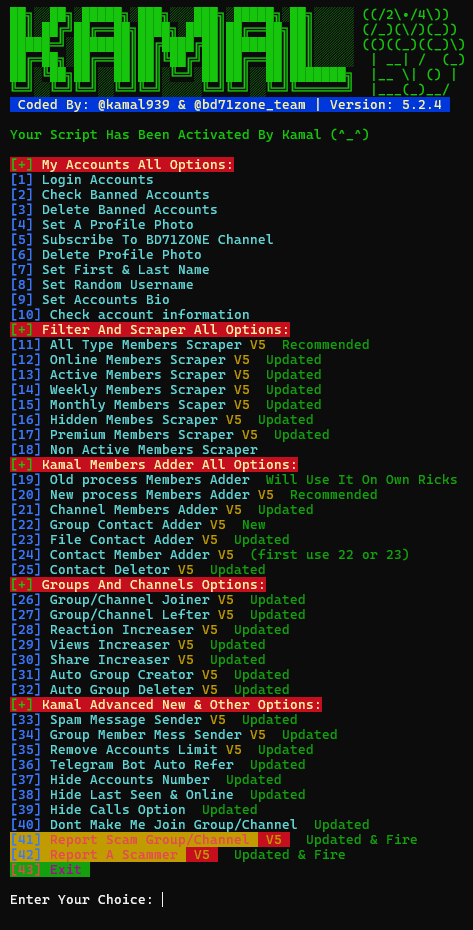 KAMAL ((/2\•/4\))
(/_)(\/)(_))
(()((_)((_)\)
| __| / (_)
|__ \| () |
|___(_)__/
Coded By: @kamal939 & @bd71zone_team | Version: 5.2.4
Your Script Has Been Activated By Kamal (^_^)
[+] My Accounts All Options:
[1] Login Accounts
[2] Check Banned Accounts
[3] Delete Banned Accounts
[4] Set A Profile Photo
[5] Subscribe To BD71ZONE Channel
[6] Delete Profile Photo
[7] Set First & Last Name
[8] Set Random Username
[9] Set Accounts Bio
[10] Check account information
[+] Filter And Scraper All Options:
[11] All Type Members Scraper V5 Recommended
[12] Online Members Scraper V5 Updated
[13] Active Members Scraper V5 Updated
[14] Weekly Members Scraper V5 Updated
[15] Monthly Members Scaper V5 Updated
[16] Hidden Membes Scraper V5 Updated
[17] Premium Members Scraper V5 Updated
[18] Non Active Members Scraper
[+] Kamal Members Adder All Options:
[19] Old process Members Adder Will Use It On Own Ricks
[20] New process Members Adder V5 Recommended
[21] Channel Members Adder V5 Updated
[22] Group Contact Adder V5 New
[23] File Contact Adder V5 Updated
[24] Contact Member Adder V5 (first use 22 or 23)
[25] Contact Deletor V5 Updated
[+] Groups And Channels Options:
[26] Group/Channel Joiner V5 Updated
[27] Group/Channel Lefter V5 Updated
[28] Reaction Increaser V5 Updated
[29] Views Increaser V5 Updated
[30] Share Increaser V5 Updated
[31] Auto Group Creator V5 Updated
[32] Auto Group Deleter V5 Updated
[+] Kamal Advanced New & Other Options:
[33] Spam Message Sender V5 Updated
[34] Group Member Mess Sender V5 Updated
[35] Remove Accounts Limit V5 Updated
[36] Telegram Bot Auto Refer Updated
[37] Hide Accounts Number Updated
[38] Hide Last Seen & Online Updated
[39] Hide Calls Option Updated
[40] Dont Make Me Join Group/Channel Updated
[41] Report Scam Group/Channel V5 Updated & Fire
[42] Report A Scammer V5 Updated & Fire
[43] Exit
Enter Your Choice: